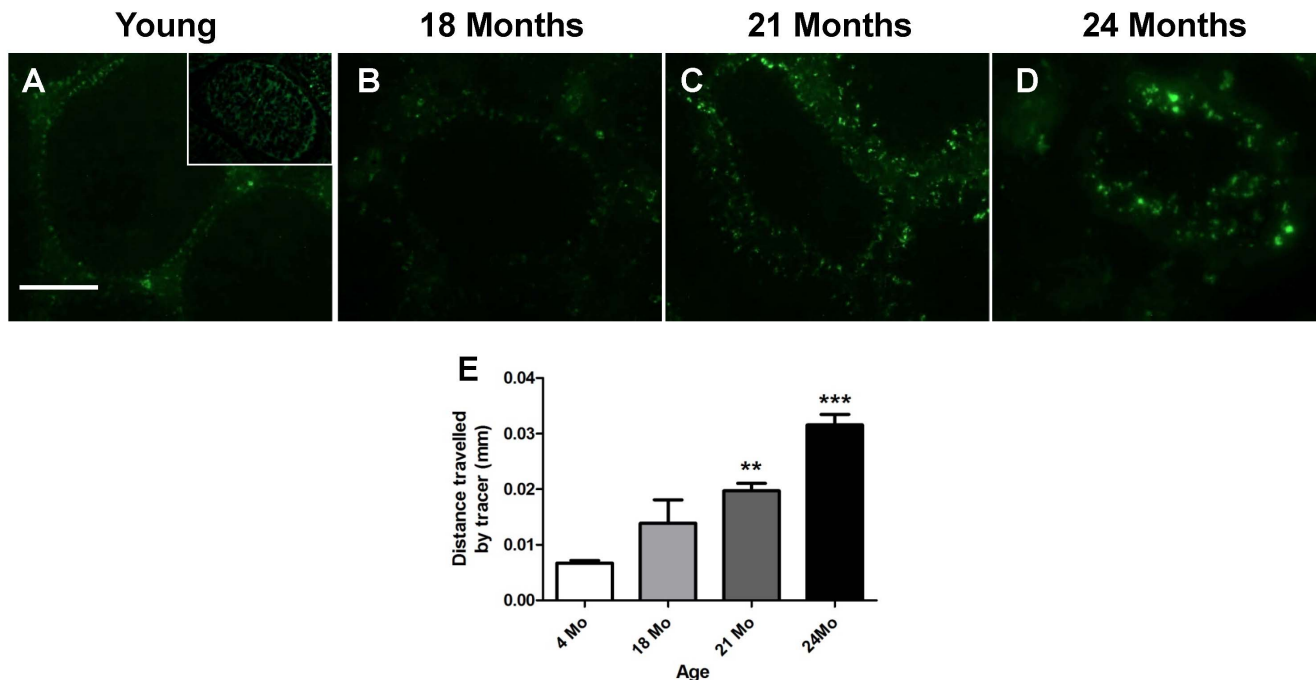 Young 18 Months 21 Months 24 Months
A B C D
E
0.04
0.03
0.02
0.01
0.00
Distance travelled
by tracer (mm)
**
***
4 Mo 18 Mo 21 Mo 24Mo
Age